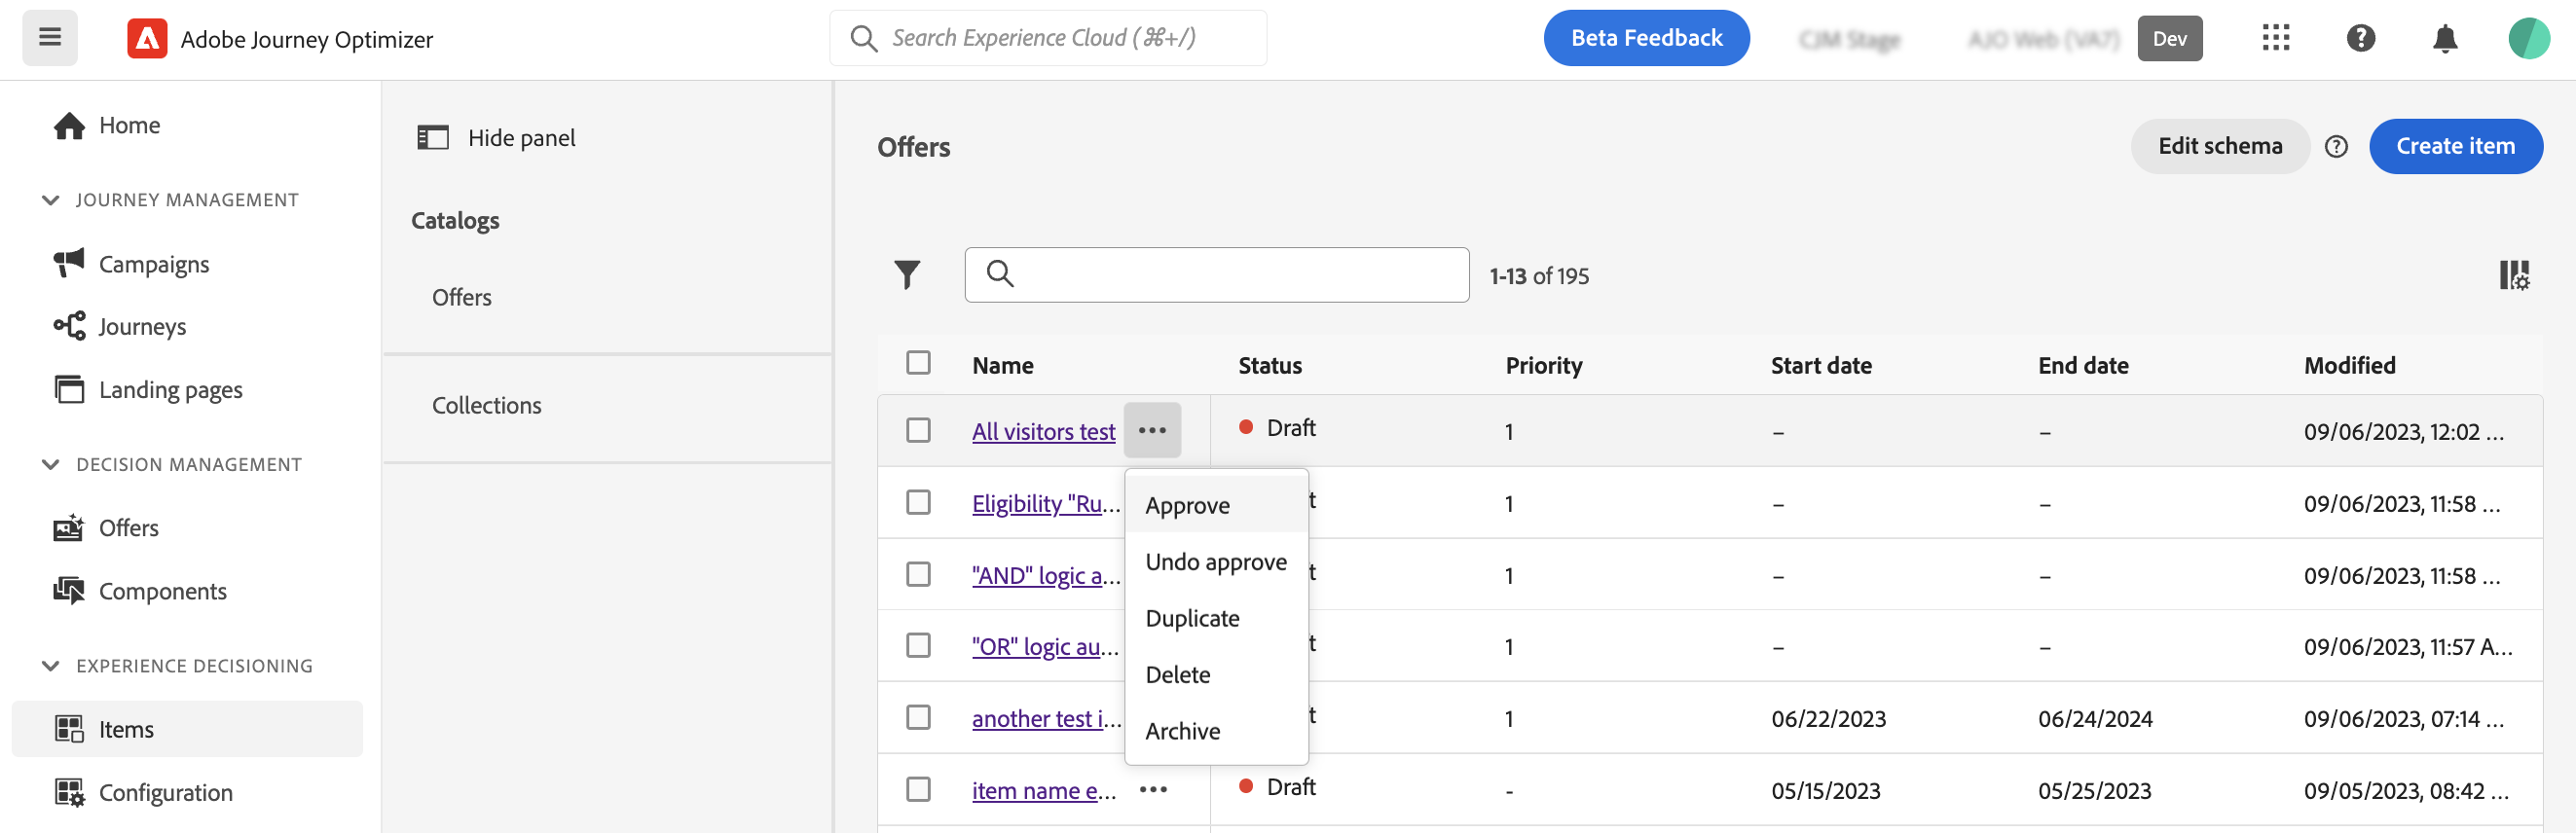 Adobe Journey Optimizer
Search Experience Cloud (⌘+/)
Beta Feedback
CJM Stage
AJO Web (VA7)
Dev
Home
JOURNEY MANAGEMENT
Campaigns
Journeys
Landing pages
DECISION MANAGEMENT
Offers
Components
EXPERIENCE DECISIONING
Items
Configuration
Hide panel
Catalogs
Offers
Collections
Offers
Edit schema
Create item
1-13 of 195
Name Status Priority Start date End date Modified
All visitors test ••• Draft 1 – – 09/06/2023, 12:02 ...
Eligibility "Ru... t 1 – – 09/06/2023, 11:58 ...
"AND" logic a... t 1 – – 09/06/2023, 11:58 ...
"OR" logic au... t 1 – – 09/06/2023, 11:57 A...
another test i... t 1 06/22/2023 06/24/2024 09/06/2023, 07:14 ...
item name e... ••• Draft - 05/15/2023 05/25/2023 09/05/2023, 08:42 ...
Approve
Undo approve
Duplicate
Delete
Archive